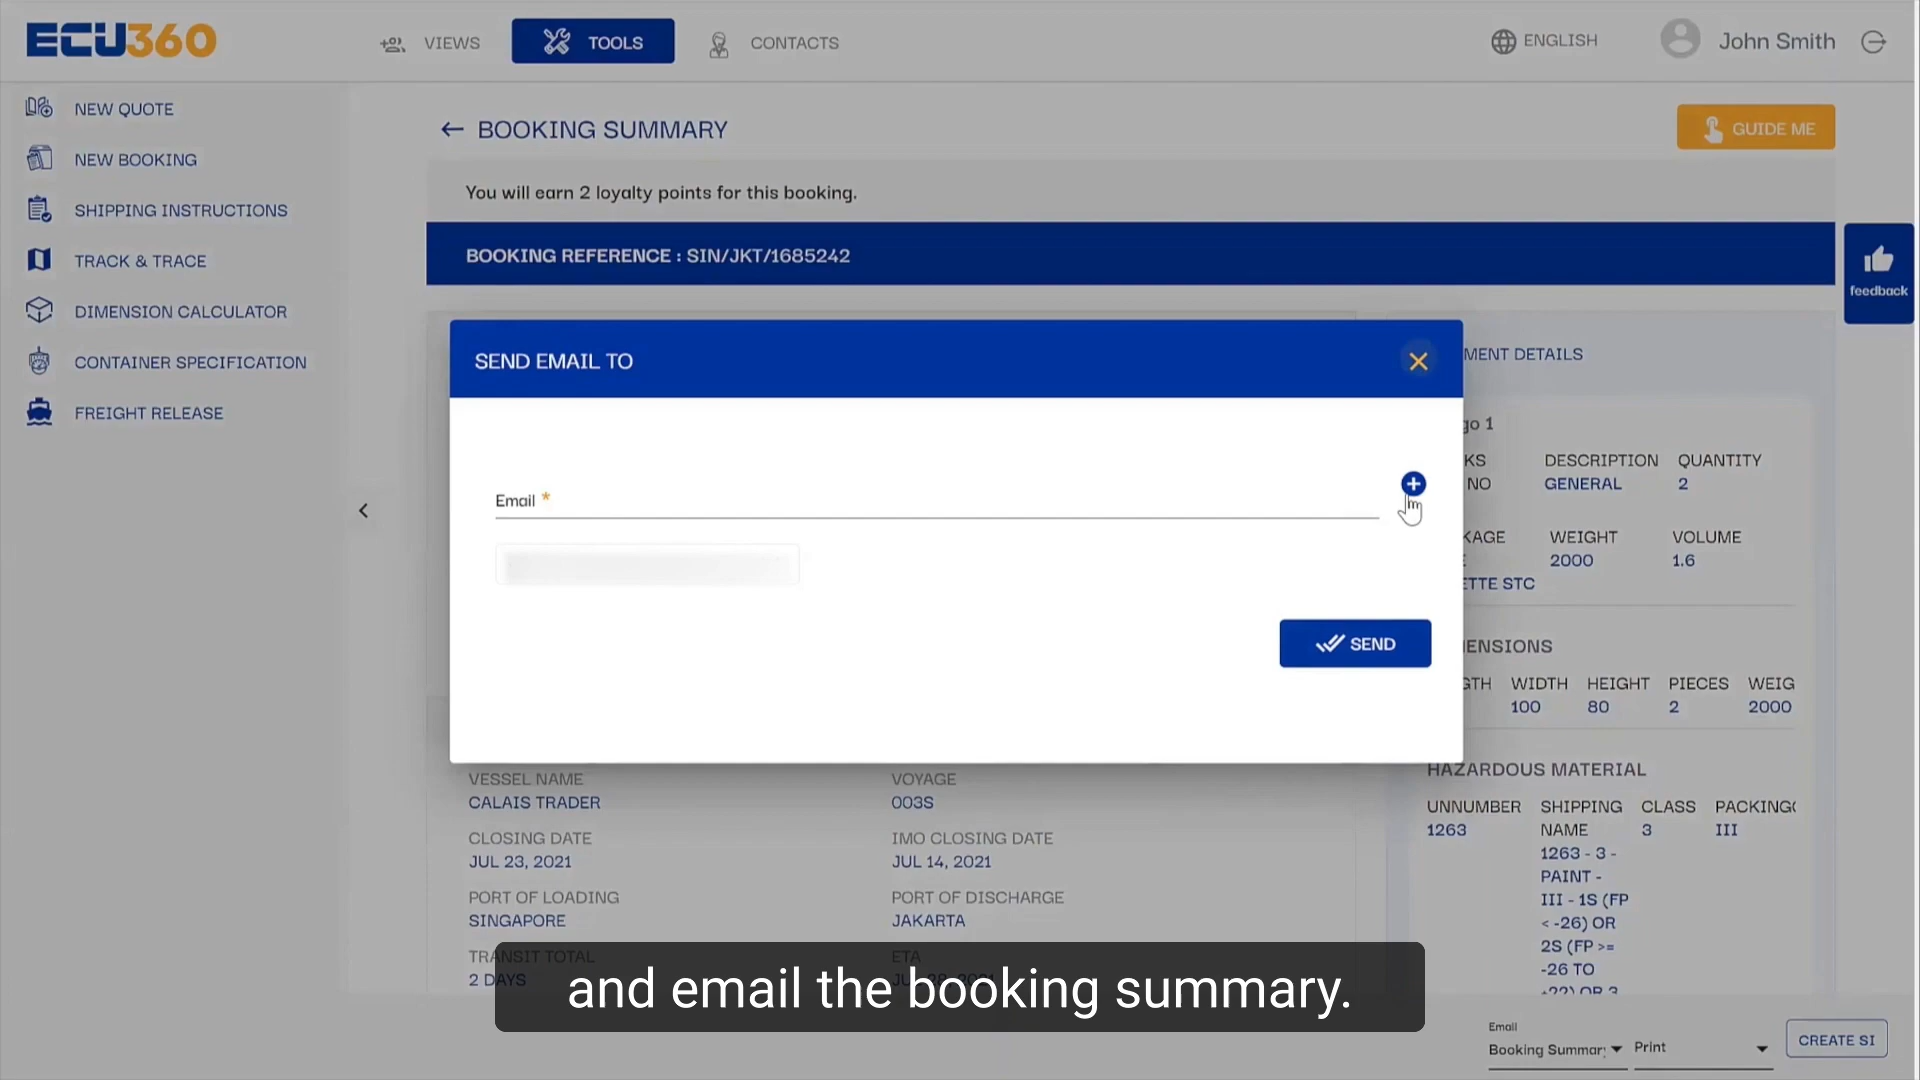 ECU360
VIEWS
TOOLS
CONTACTS
ENGLISH
John Smith
NEW QUOTE
NEW BOOKING
SHIPPING INSTRUCTIONS
TRACK & TRACE
DIMENSION CALCULATOR
CONTAINER SPECIFICATION
FREIGHT RELEASE
BOOKING SUMMARY
GUIDE ME
You will earn 2 loyalty points for this booking.
BOOKING REFERENCE : SIN/JKT/1685242
feedback
SEND EMAIL TO
Email *
SEND
MENT DETAILS
go 1
KS DESCRIPTION QUANTITY
NO GENERAL 2
KAGE WEIGHT VOLUME
2000 1.6
ETTE STC
ENSIONS
GTH WIDTH HEIGHT PIECES WEIG
100 80 2 2000
HAZARDOUS MATERIAL
UNNUMBER SHIPPING NAME CLASS PACKING
1263
1263 - 3 -
PAINT -
III - 1S (FP
< -26) OR
2S (FP >=
-26 TO
+22) OR 3
3
III
VESSEL NAME
CALAIS TRADER
VOYAGE
003S
CLOSING DATE
JUL 23, 2021
IMO CLOSING DATE
JUL 14, 2021
PORT OF LOADING
SINGAPORE
PORT OF DISCHARGE
JAKARTA
TRANSIT TOTAL
2 DAYS
ETA
and email the booking summary.
Email
Booking Summar
Print
CREATE SI